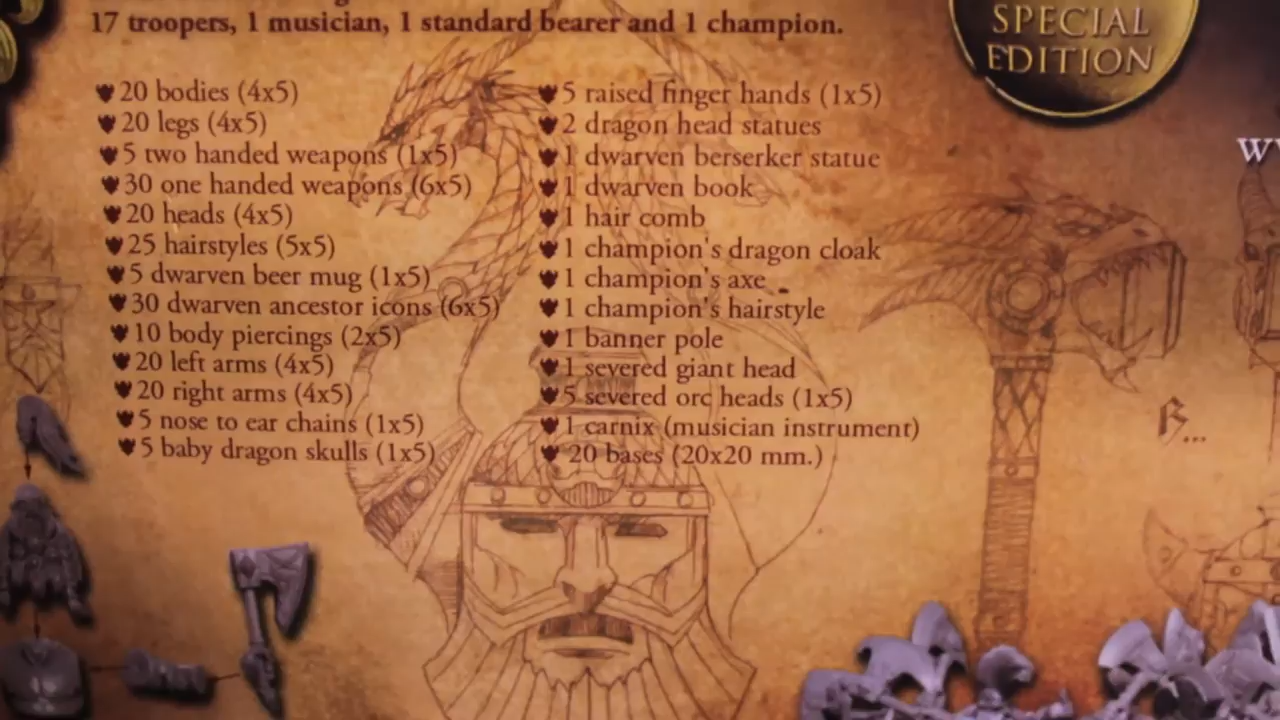 17 troopers, 1 musician, 1 standard bearer and 1 champion.
SPECIAL
EDITION
20 bodies (4x5)
20 legs (4x5)
5 two handed weapons (1x5)
30 one handed weapons (6x5)
20 heads (4x5)
25 hairstyles (5x5)
5 dwarven beer mug (1x5)
30 dwarven ancestor icons (6x5)
10 body piercings (2x5)
20 left arms (4x5)
20 right arms (4x5)
5 nose to ear chains (1x5)
5 baby dragon skulls (1x5)
5 raised finger hands (1x5)
2 dragon head statues
1 dwarven berserker statue
1 dwarven book
1 hair comb
1 champion's dragon cloak
1 champion's axe
1 champion's hairstyle
1 banner pole
1 severed giant head
5 severed orc heads (1x5)
1 carnix (musician instrument)
20 bases (20x20 mm.)